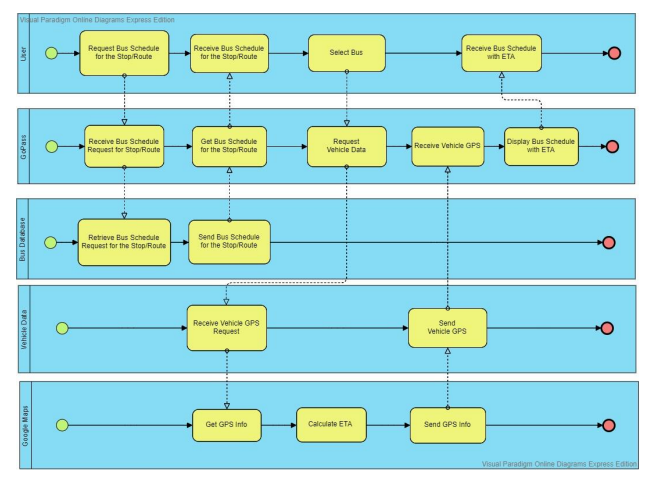 Visual Paradigm Online Diagrams Express Edition
User
Request Bus Schedule
for the Stop/Route
Receive Bus Schedule
for the Stop/Route
Select Bus
Receive Bus Schedule
with ETA
GoPass
Receive Bus Schedule
Request for Stop/Route
Get Bus Schedule
for the Stop/Route
Request
Vehicle Data
Receive Vehicle GPS
Display Bus Schedule
with ETA
Bus Database
Retrieve Bus Schedule
Request for the Stop/Route
Send Bus Schedule
for the Stop/Route
Vehicle Data
Receive Vehicle GPS
Request
Send
Vehicle GPS
Google Maps
Get GPS Info
Calculate ETA
Send GPS Info
Visual Paradigm Online Diagrams Express Edition